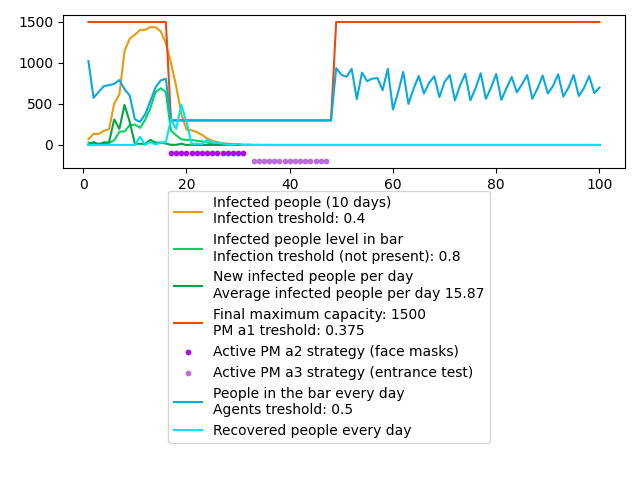 1500
1000
500
0
0 20 40 60 80 100
Infected people (10 days)
Infection treshold: 0.4
Infected people level in bar
Infection treshold (not present): 0.8
New infected people per day
Average infected people per day 15.87
Final maximum capacity: 1500
PM a1 treshold: 0.375
Active PM a2 strategy (face masks)
Active PM a3 strategy (entrance test)
People in the bar every day
Agents treshold: 0.5
Recovered people every day